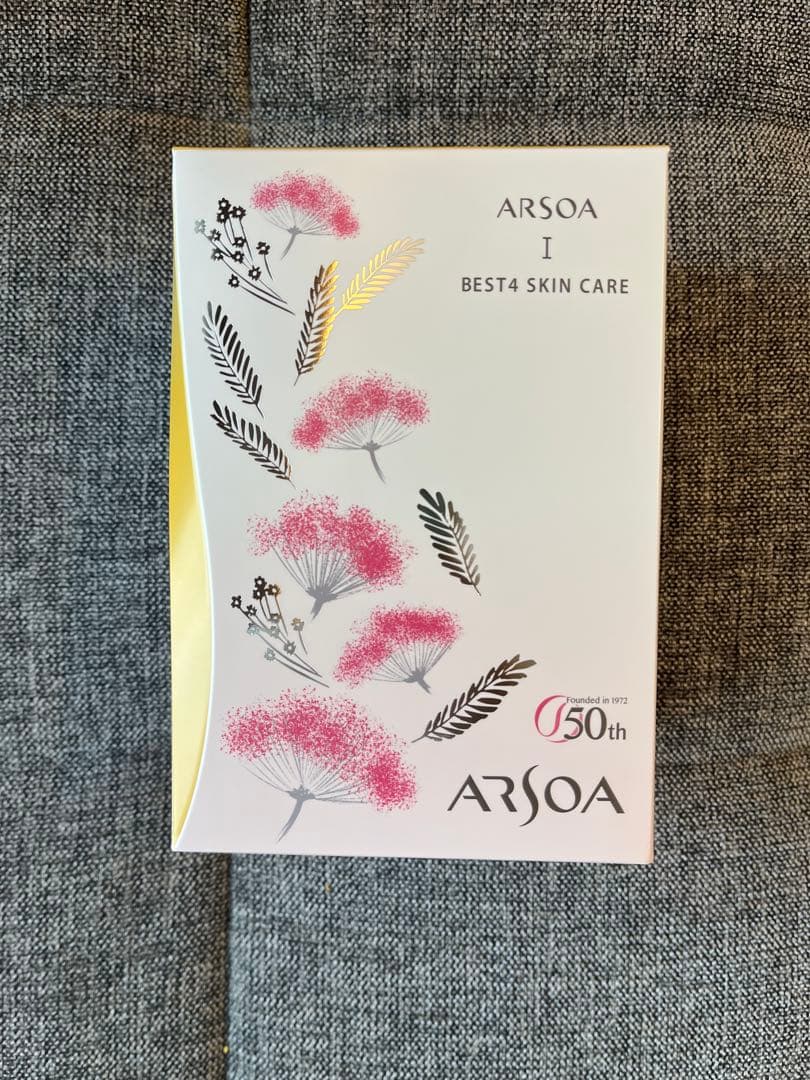 ARSOA
I
BEST4 SKIN CARE
Founded in 1972
50th
ARSOA